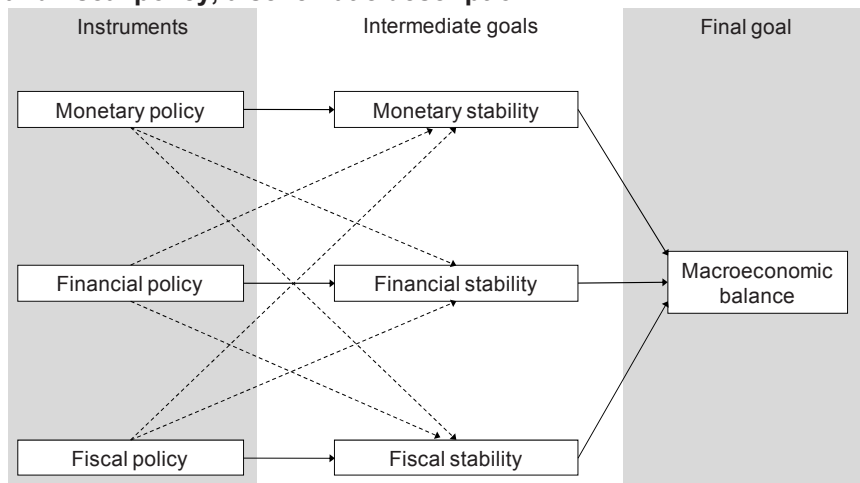 Instruments
Intermediate goals
Final goal
Monetary policy
Monetary stability
Financial policy
Financial stability
Macroeconomic
balance
Fiscal policy
Fiscal stability